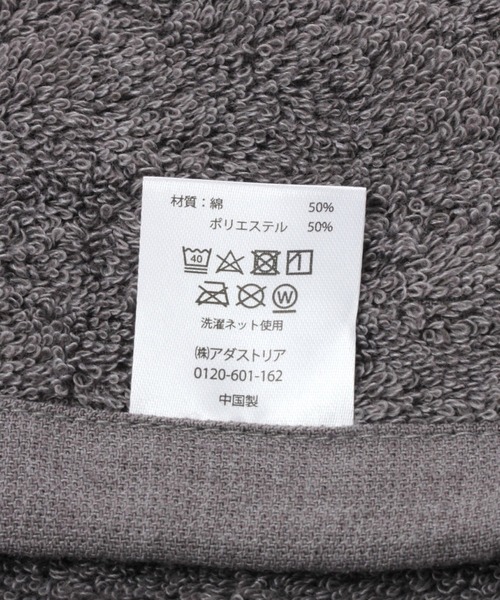 材質：綿 50%
ポリエステル 50%
40
W
洗濯ネット使用
㈱アダストリア
0120-601-162
中国製